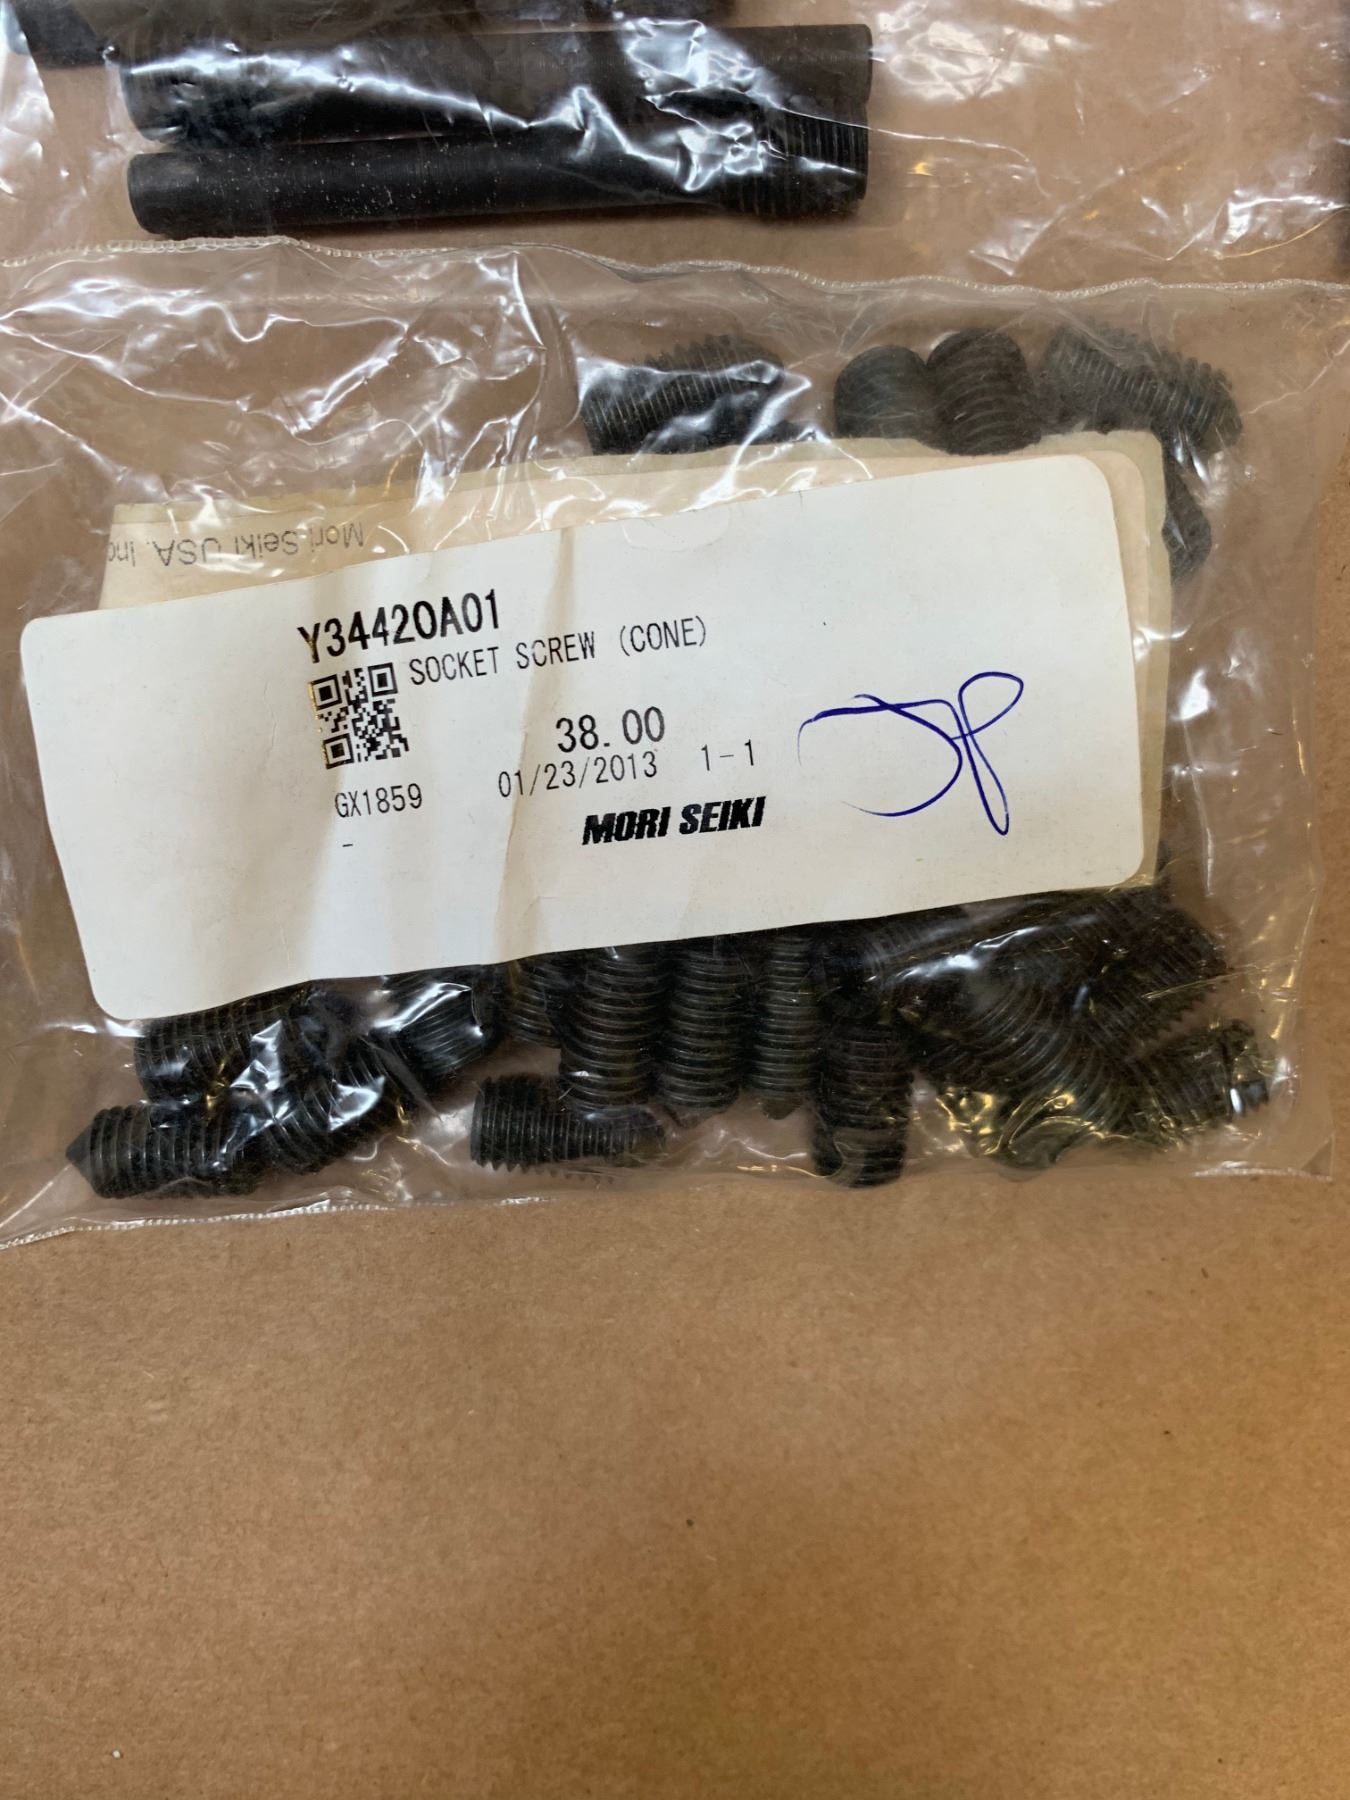 Mori Seiki USA, Inc
Y34420A01
SOCKET SCREW (CONE)
38.00
01/23/2013 1-1
GX1859
-
MORI SEIKI